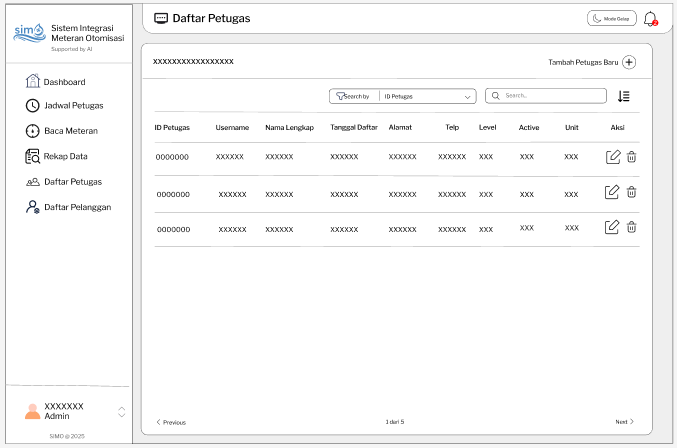 simo
Sistem Integrasi
Meteran Otomisasi
Supported by AI
Dashboard
Jadwal Petugas
Baca Meteran
Rekap Data
Daftar Petugas
Daftar Pelanggan
XXXXXXX
Admin
SIMO @ 2025
Daftar Petugas
Mode Gelap
2
XXXXXXXXXXXXXXXXX
Tambah Petugas Baru
Search by ID Petugas
Search..
ID Petugas Username Nama Lengkap Tanggal Daftar Alamat Telp Level Active Unit Aksi
0000000 XXXXXX XXXXXX XXXXXX XXXXXX XXXXXX XXX XXX XXX
0000000 XXXXXX XXXXXX XXXXXX XXXXXX XXXXXX XXX XXX XXX
0000000 XXXXXX XXXXXX XXXXXX XXXXXX XXXXXX XXX XXX XXX
Previous 1 dari 5 Next